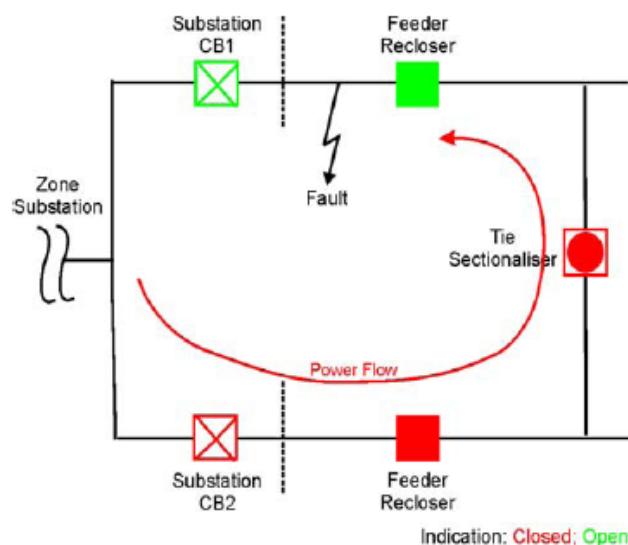 Substation
CB1
Feeder
Recloser
Zone
Substation
Fault
Tie
Sectionaliser
Power Flow
Substation
CB2
Feeder
Recloser
Indication: Closed; Open